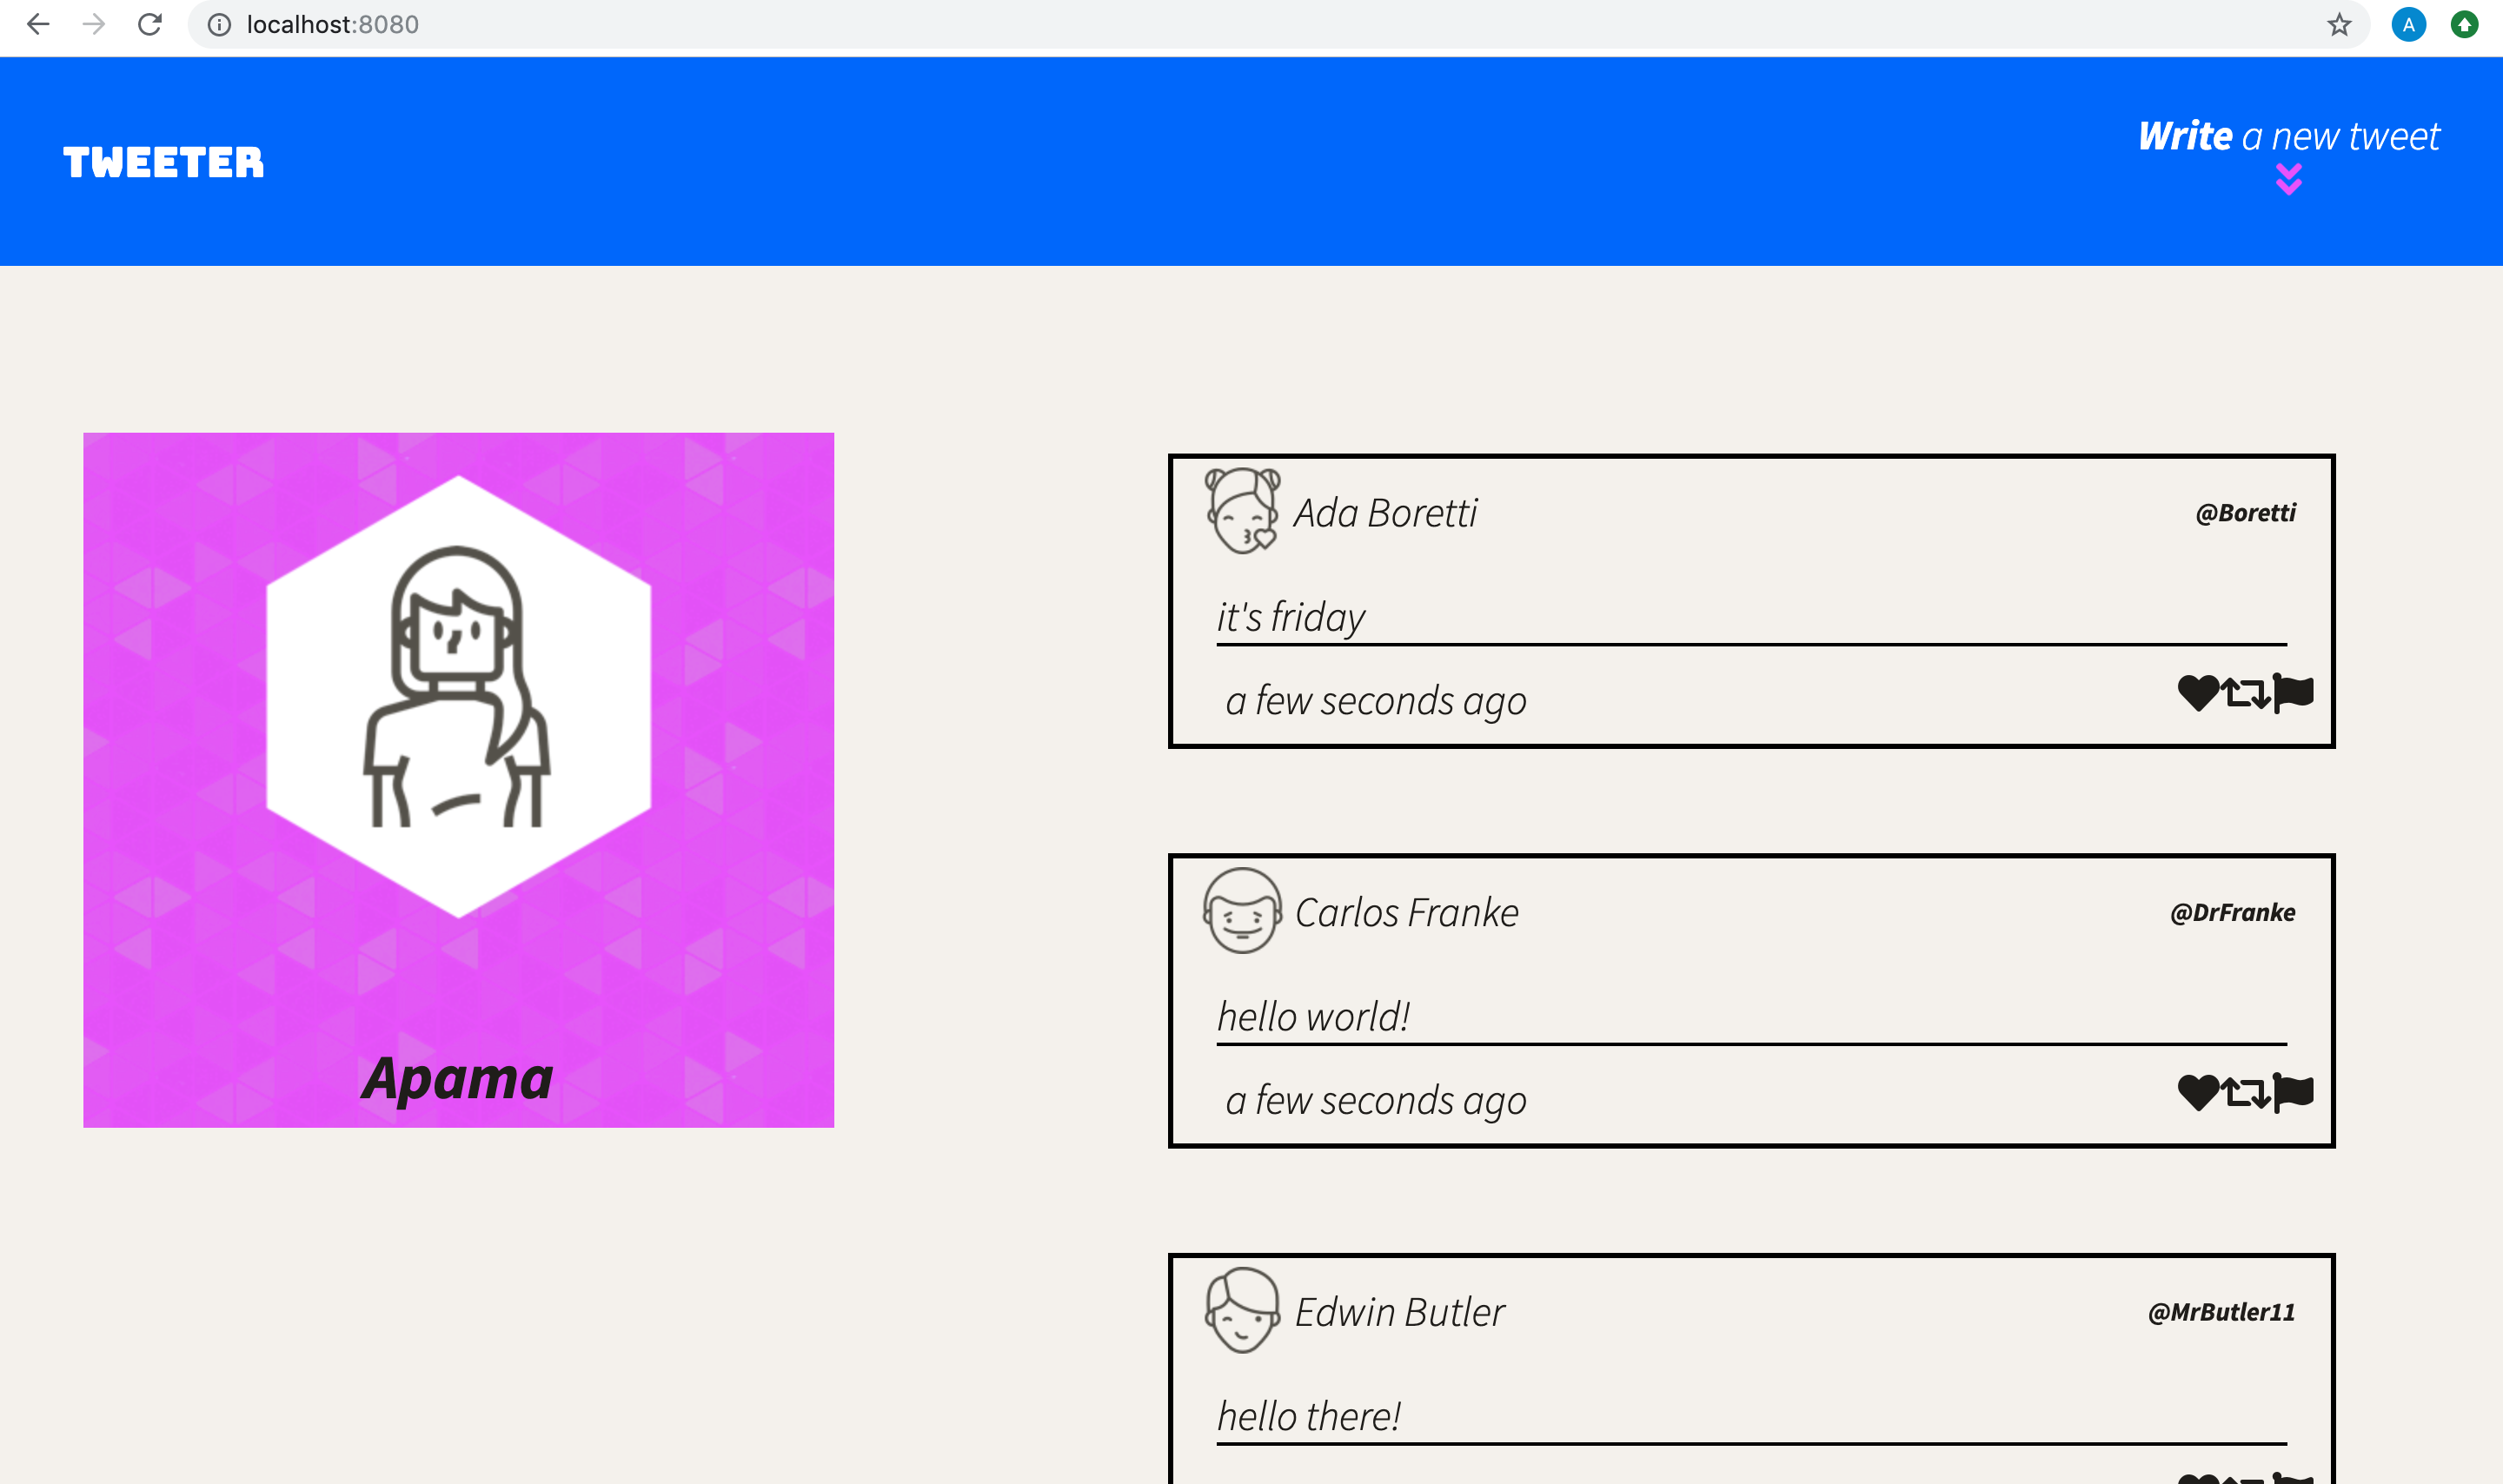 localhost:8080
A
TWEETER
Write a new tweet
Apama
Ada Boretti @Boretti
it's friday
a few seconds ago
Carlos Franke @DrFranke
hello world!
a few seconds ago
Edwin Butler @MrButler11
hello there!